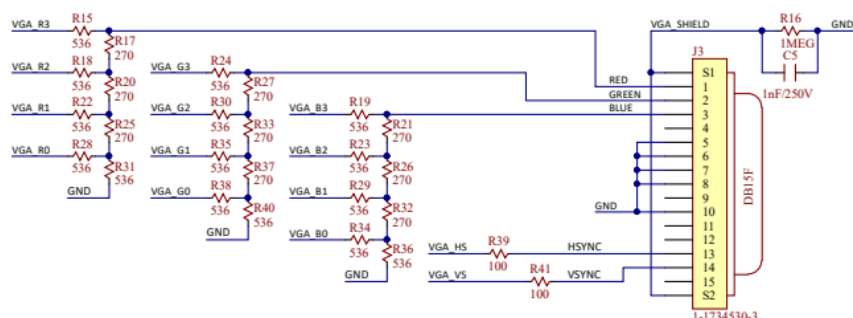 VGA_R3 R15 536 R17 270
VGA_R2 R18 536 R20 270
VGA_R1 R22 536 R25 270
VGA_R0 R28 536 R31 536
GND
VGA_G3 R24 536 R27 270
VGA_G2 R30 536 R33 270
VGA_G1 R35 536 R37 270
VGA_G0 R38 536 R40 536
GND
VGA_B3 R19 536 R21 270
VGA_B2 R23 536 R26 270
VGA_B1 R29 536 R32 270
VGA_B0 R34 536 R36 536
GND
VGA_HS R39 100 HSYNC
VGA_VS R41 100 VSYNC
RED
GREEN
BLUE
GND
VGA_SHIELD R16 GND
1MEG
C5
1nF/250V
J3
S1
1
2
3
4
5
6
7
8
9
10
11
12
13
14
15
S2
DB15F
1-1734530-3